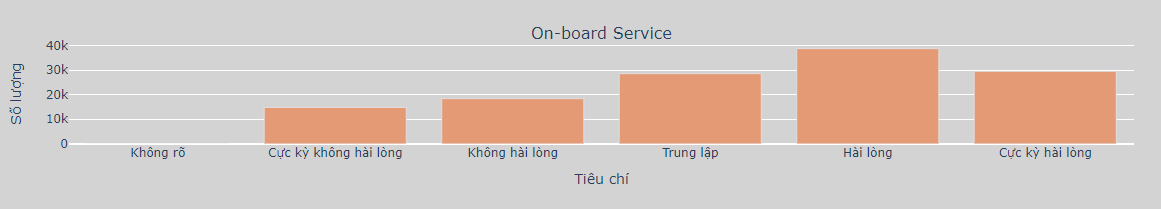 On-board Service
Số lượng
40k
30k
20k
10k
0
Không rõ
Cực kỳ không hài lòng
Không hài lòng
Trung lập
Hài lòng
Cực kỳ hài lòng
Tiêu chí